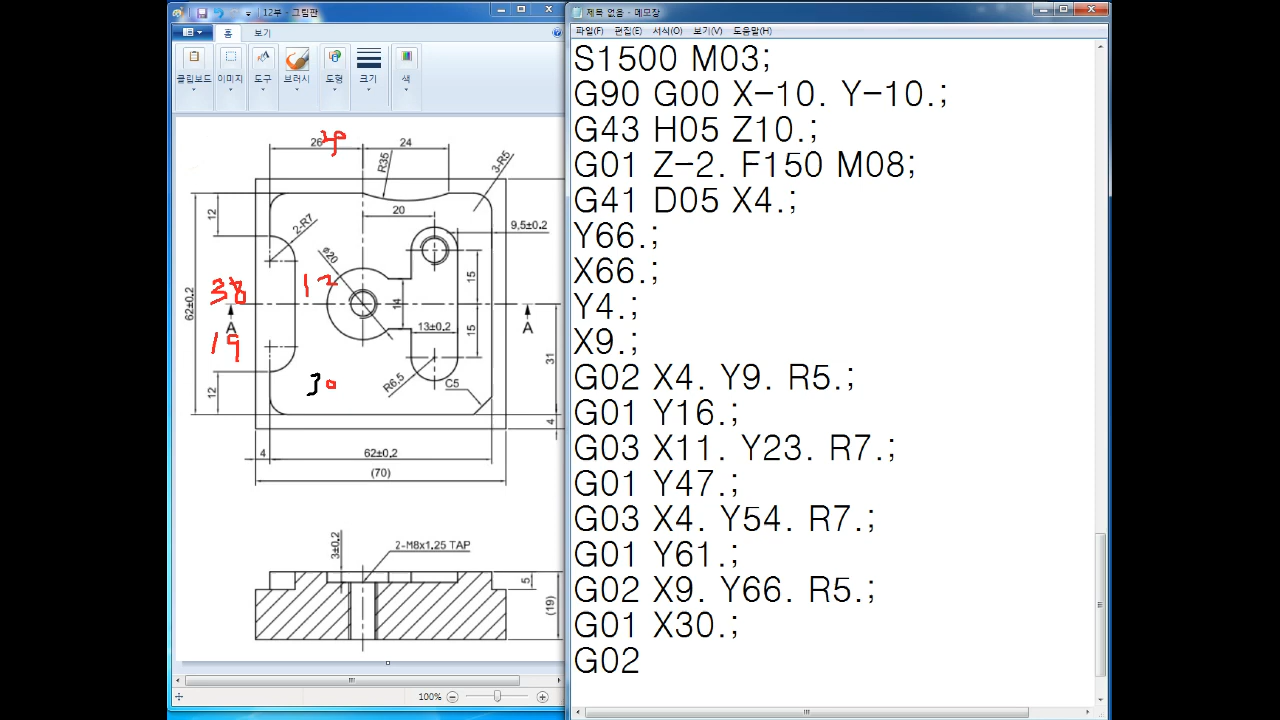 12부 - 그림판
홈
보기
클립보드
이미지
도구
브러시
도형
크기
색
26
24
R35
3-R5
12
20
9,5±0.2
2-R7
ø20
38
12
15
62±0.2
14
A
A
13±0.2
19
15
31
30
R6.5
C5
12
4
4
62±0.2
(70)
3±0.2
2-M8x1.25 TAP
5
(19)
100%
제목 없음 - 메모장
파일(F) 편집(E) 서식(O) 보기(V) 도움말(H)
S1500 M03;
G90 G00 X-10. Y-10.;
G43 H05 Z10.;
G01 Z-2. F150 M08;
G41 D05 X4.;
Y66.;
X66.;
Y4.;
X9.;
G02 X4. Y9. R5.;
G01 Y16.;
G03 X11. Y23. R7.;
G01 Y47.;
G03 X4. Y54. R7.;
G01 Y61.;
G02 X9. Y66. R5.;
G01 X30.;
G02